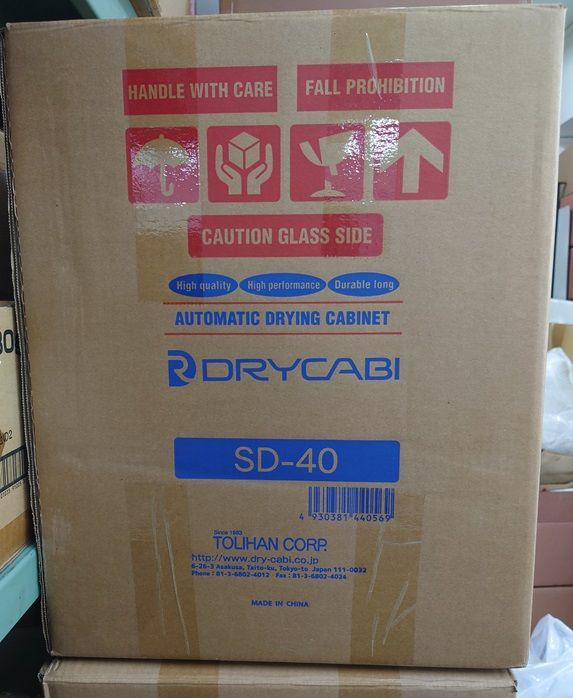 HANDLE WITH CARE
FALL PROHIBITION
CAUTION GLASS SIDE
High quality High performance Durable long
AUTOMATIC DRYING CABINET
DRYCABI
SD-40
4 930381 440569
Since 1983
TOLIHAN CORP.
http://www.dry-cabi.co.jp
6-26-3 Asakusa, Taito-ku, Tokyo-to Japan 111-0032
Phone : 81-3-6802-4012 Fax : 81-3-6802-4024
MADE IN CHINA